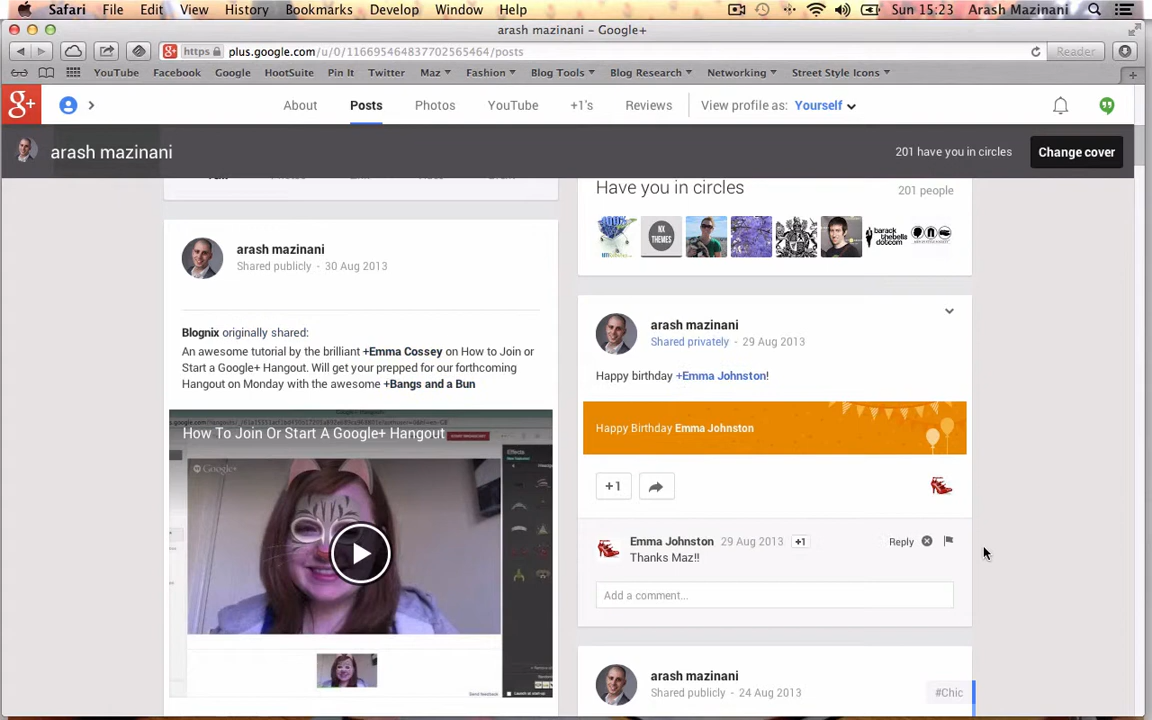 Safari File Edit View History Bookmarks Develop Window Help Sun 15:23 Arash Mazinani
arash mazinani – Google+
https plus.google.com/u/0/116695464837702565464/posts Reader
YouTube Facebook Google HootSuite Pin It Twitter Maz Fashion Blog Tools Blog Research Networking Street Style Icons
g+ About Posts Photos YouTube +1's Reviews View profile as: Yourself
arash mazinani 201 have you in circles Change cover
Have you in circles 201 people
NX
THEMES
arash mazinani
Shared publicly - 30 Aug 2013
Blognix originally shared:
An awesome tutorial by the brilliant +Emma Cossey on How to Join or
Start a Google+ Hangout. Will get your prepped for our forthcoming
Hangout on Monday with the awesome +Bangs and a Bun
How To Join Or Start A Google+ Hangout
Google+
Effects
arash mazinani
Shared privately - 29 Aug 2013
Happy birthday +Emma Johnston!
Happy Birthday Emma Johnston
+1
Emma Johnston 29 Aug 2013 +1 Reply
Thanks Maz!!
Add a comment...
arash mazinani
Shared publicly - 24 Aug 2013
#Chic